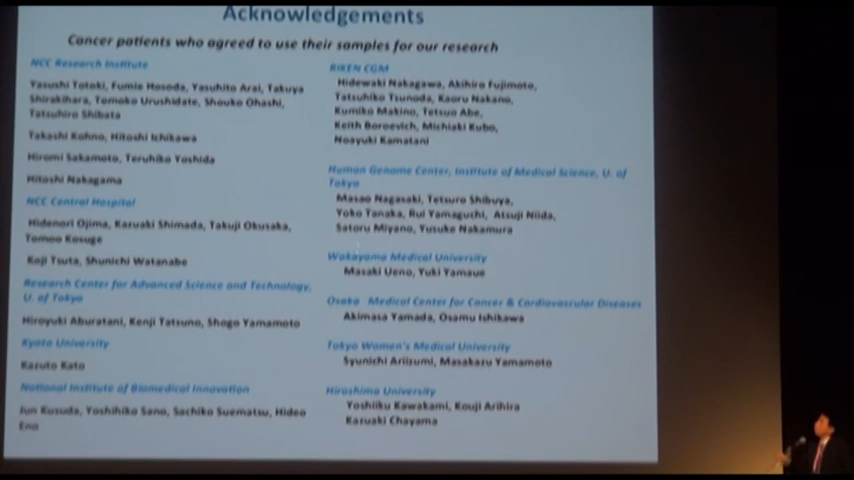 Acknowledgements
Cancer patients who agreed to use their samples for our research
NCC Research Institute
Yasushi Totoki, Fumie Hosoda, Yasuhito Arai, Takuya
Shirakihara, Tomoko Urushidate, Shouko Ohashi,
Tatsuhiro Shibata
Takashi Kohno, Hitoshi Ichikawa
Hiromi Sakamoto, Teruhiko Yoshida
Hitoshi Nakagama
NCC Central Hospital
Hidenori Ojima, Kazuaki Shimada, Takuji Okusaka,
Tomoo Kosuge
Koji Tsuta, Shunichi Watanabe
Research Center for Advanced Science and Technology,
U. of Tokyo
Hiroyuki Aburatani, Kenji Tatsuno, Shogo Yamamoto
Kyoto University
Kazuto Kato
National Institute of Biomedical Innovation
Jun Kusuda, Yoshihiko Sano, Sachiko Suematsu, Hideo
Eno
RIKEN CGM
Hidewaki Nakagawa, Akihiro Fujimoto,
Tatsuhiko Tsunoda, Kaoru Nakano,
Kumiko Makino, Tetsuo Abe,
Keith Boroevich, Michiaki Kubo,
Noayuki Kamatani
Human Genome Center, Institute of Medical Science, U. of
Tokyo
Masao Nagasaki, Tetsuro Shibuya,
Yoko Tanaka, Rui Yamaguchi, Atsuji Niida,
Satoru Miyano, Yusuke Nakamura
Wakayama Medical University
Masaki Ueno, Yuki Yamaue
Osaka Medical Center for Cancer & Cardiovascular Diseases
Akimasa Yamada, Osamu Ishikawa
Tokyo Women's Medical University
Syunichi Ariizumi, Masakazu Yamamoto
Hiroshima University
Yoshiiku Kawakami, Kouji Arihira
Kazuaki Chayama